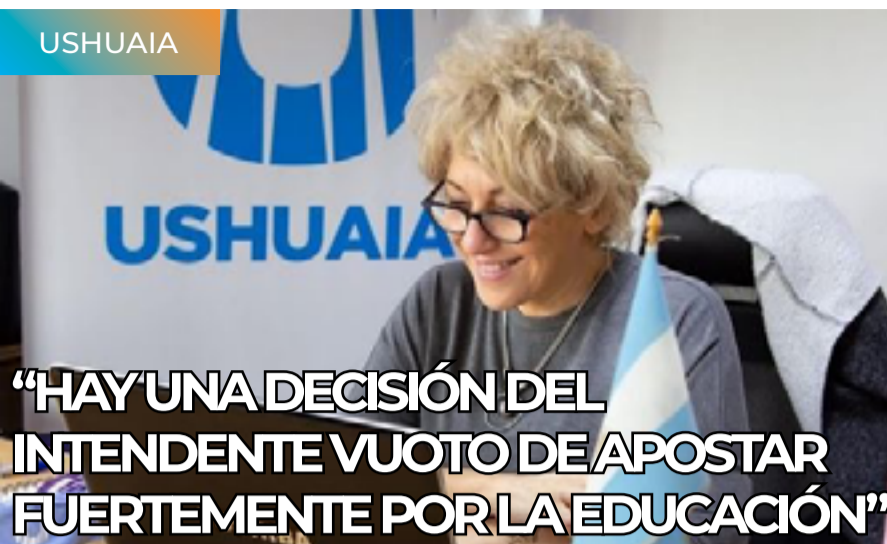 USHUAIA
USHUAIA
“HAY UNA DECISIÓN DEL
INTENDENTE VUOTO DE APOSTAR
FUERTEMENTE POR LA EDUCACIÓN”